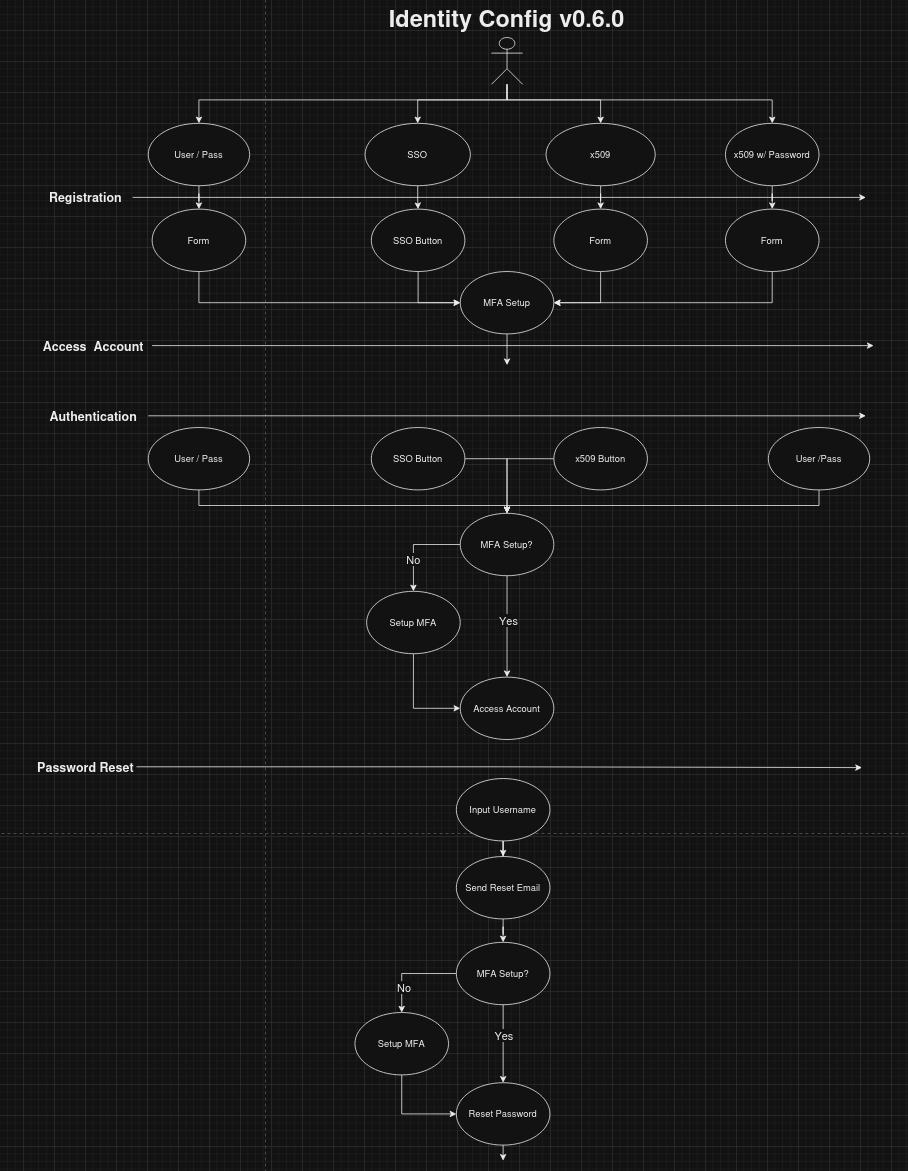 Identity Config v0.6.0
User / Pass
SSO
x509
x509 w/ Password
Registration
Form
SSO Button
Form
Form
MFA Setup
Access  Account
Authentication
User / Pass
SSO Button
x509 Button
User /Pass
MFA Setup?
No
Setup MFA
Yes
Access Account
Password Reset
Input Username
Send Reset Email
MFA Setup?
No
Yes
Setup MFA
Reset Password